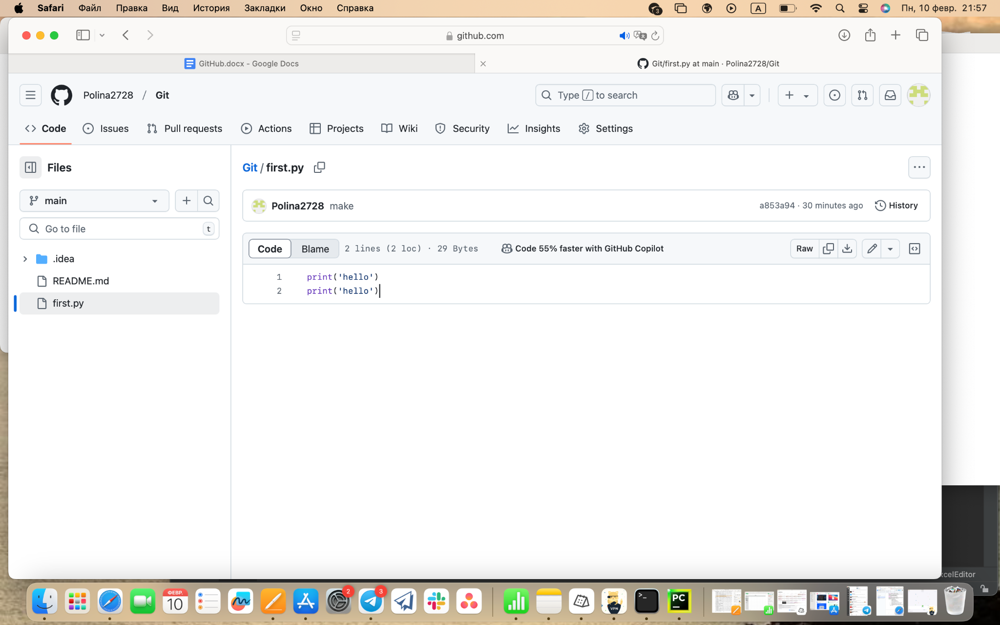 Safari Файл Правка Вид История Закладки Окно Справка 3 A Пн, 10 февр. 21:57
github.com
GitHub.docx - Google Docs
Git/first.py at main · Polina2728/Git
Polina2728 / Git
Type / to search
Code Issues Pull requests Actions Projects Wiki Security Insights Settings
Files
Git / first.py
main
Polina2728 make
a853a94 · 30 minutes ago History
Go to file t
Code Blame 2 lines (2 loc) · 29 Bytes Code 55% faster with GitHub Copilot Raw
.idea
README.md
first.py
1 print('hello')
2 print('hello')
xcelEditor
ФЕВР.
10
2
3
VPN
>_
PC